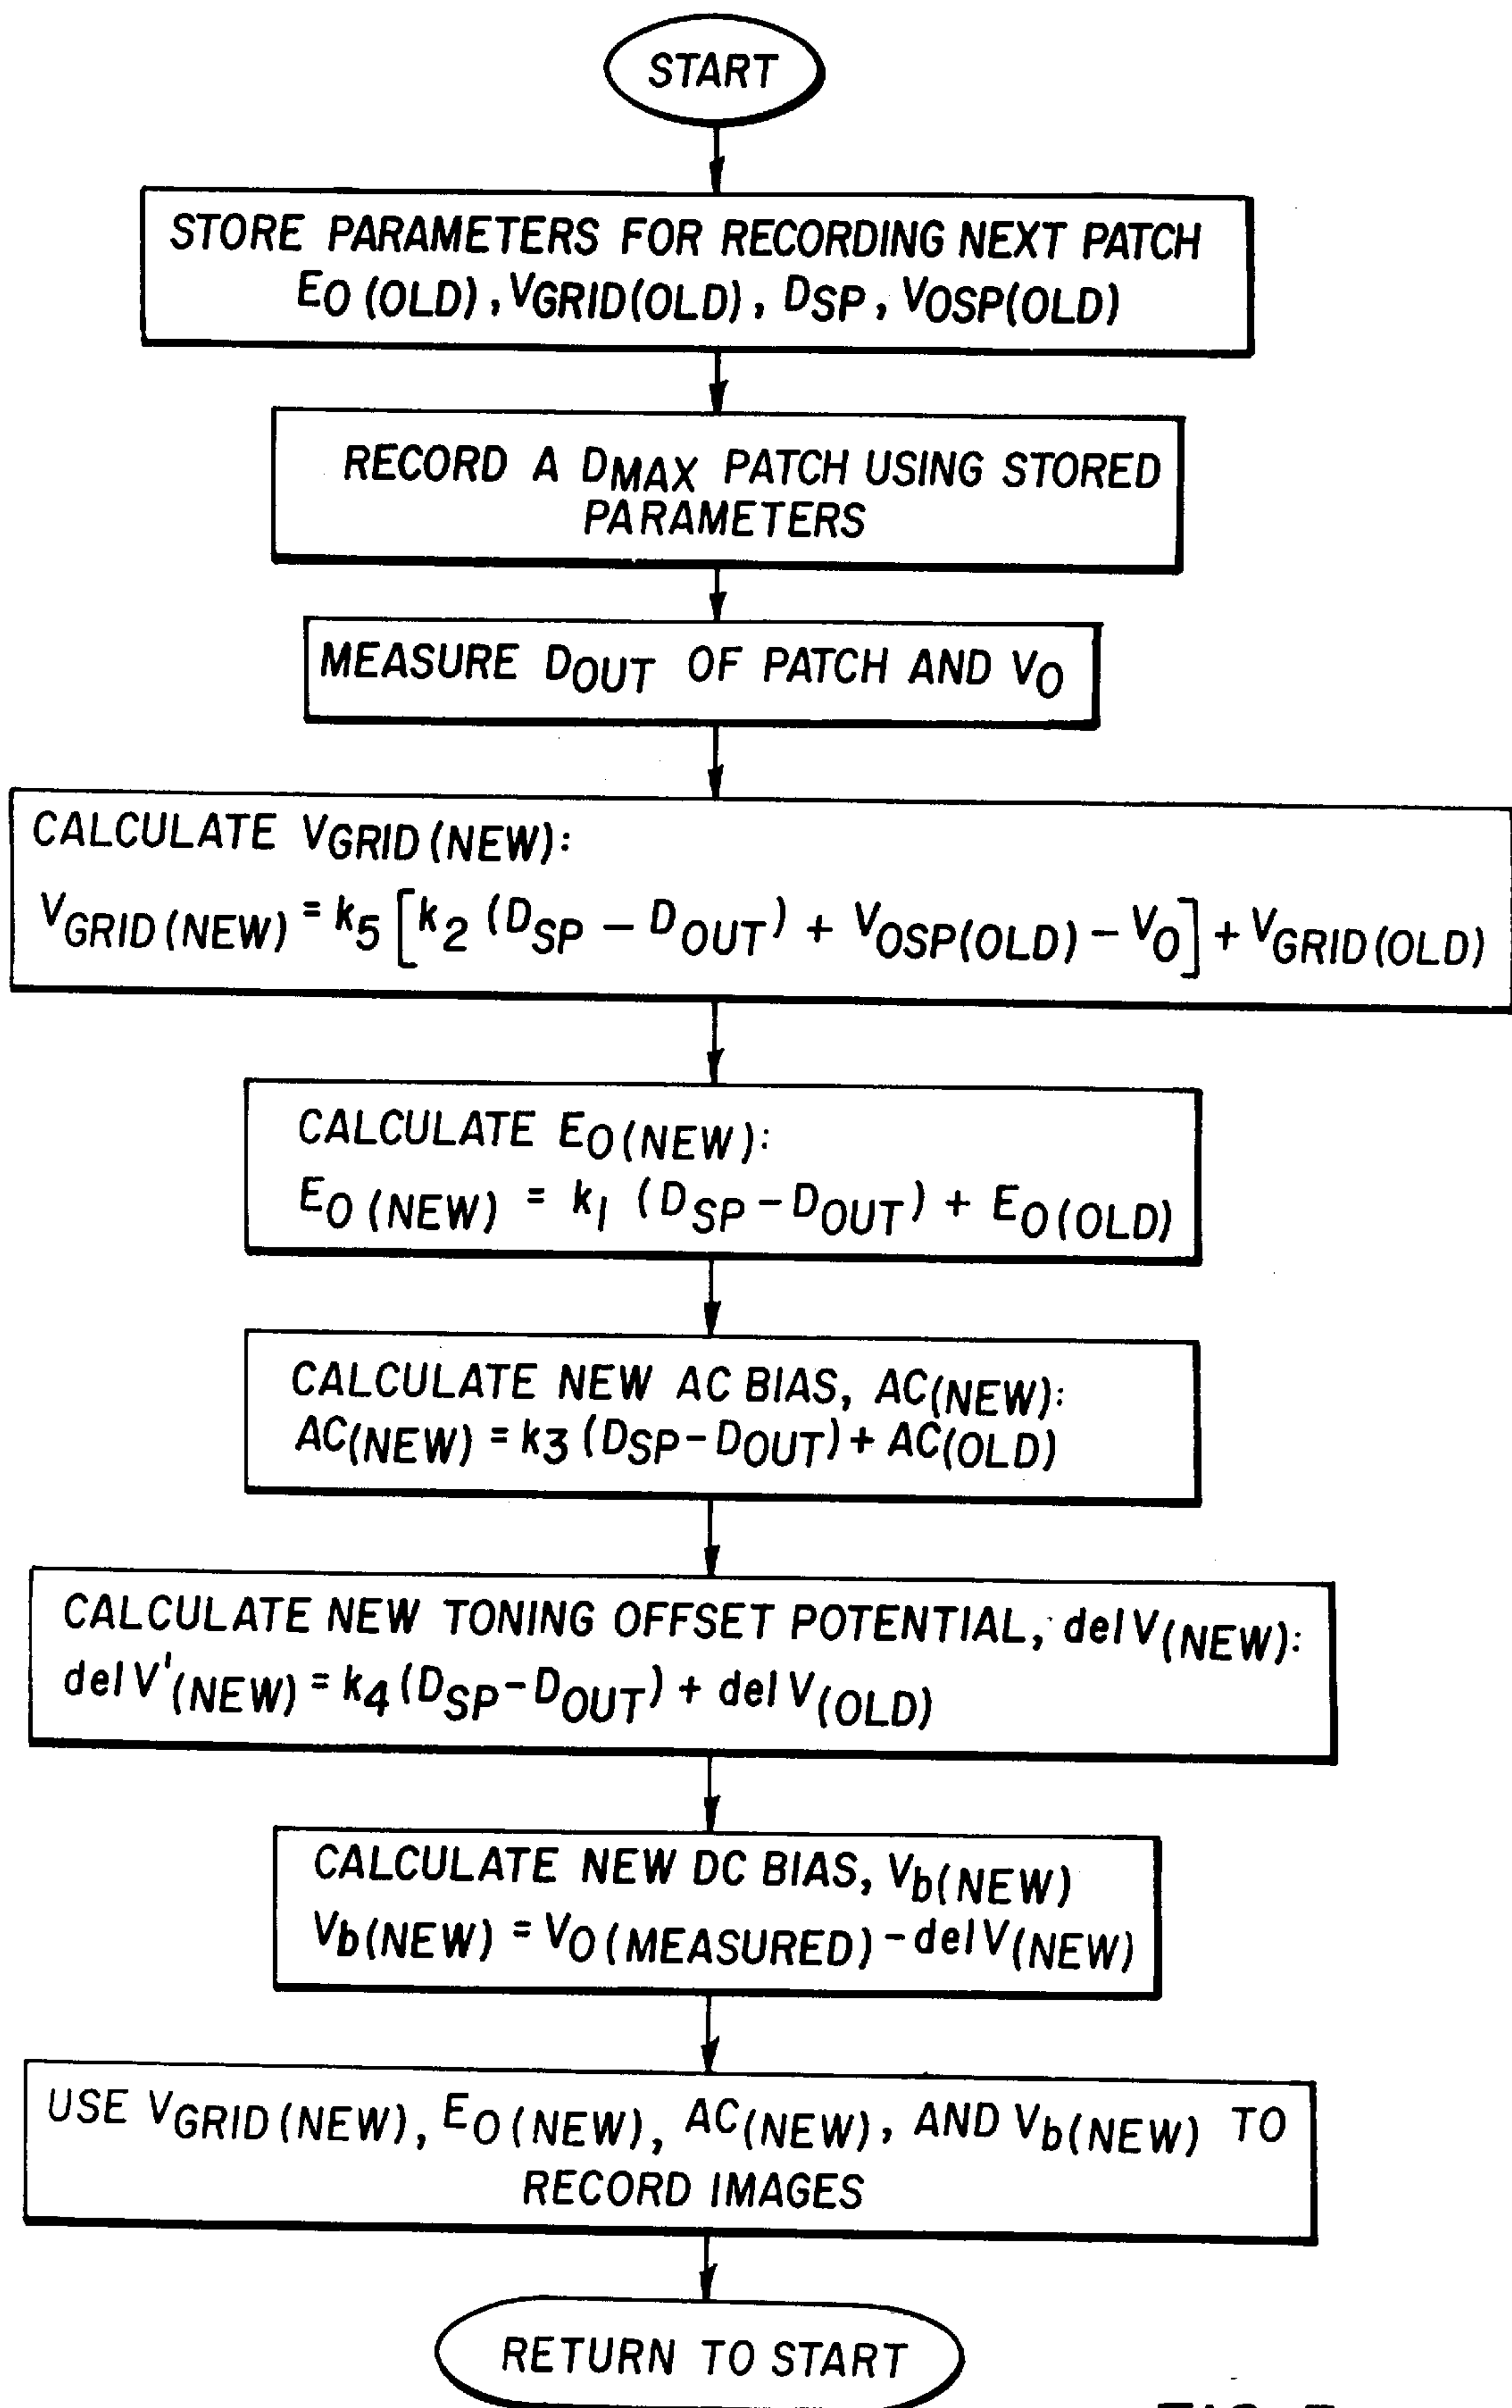 START
STORE PARAMETERS FOR RECORDING NEXT PATCH
EO (OLD), VGRID(OLD), DSP, VOSP(OLD)
RECORD A DMAX PATCH USING STORED
PARAMETERS
MEASURE DOUT OF PATCH AND VO
CALCULATE VGRID(NEW):
VGRID(NEW) = k5 [k2 (DSP - DOUT) + VOSP(OLD) - VO] + VGRID(OLD)
CALCULATE EO(NEW):
EO(NEW) = k1 (DSP - DOUT) + EO(OLD)
CALCULATE NEW AC BIAS, AC(NEW):
AC(NEW) = k3 (DSP - DOUT) + AC(OLD)
CALCULATE NEW TONING OFFSET POTENTIAL, delV(NEW):
delV'(NEW) = k4 (DSP - DOUT) + delV(OLD)
CALCULATE NEW DC BIAS, Vb(NEW)
Vb(NEW) = VO(MEASURED) - delV(NEW)
USE VGRID(NEW), EO(NEW), AC(NEW), AND Vb(NEW) TO
RECORD IMAGES
RETURN TO START